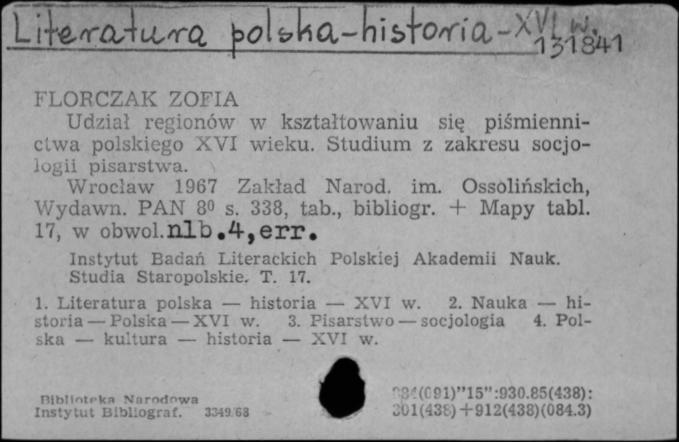 Literatura polska-historia-XVI w.
131841
FLORCZAK ZOFIA
Udział regionów w kształtowaniu się piśmienni-
ctwa polskiego XVI wieku. Studium z zakresu socjo-
logii pisarstwa.
Wrocław 1967 Zakład Narod. im. Ossolińskich,
Wydawn. PAN 8⁰ s. 338, tab., bibliogr. + Mapy tabl.
17, w obwol. nlb.4, err.
Instytut Badań Literackich Polskiej Akademii Nauk.
Studia Staropolskie. T. 17.
1. Literatura polska — historia — XVI w. 2. Nauka — hi-
storia — Polska — XVI w. 3. Pisarstwo — socjologia 4. Pol-
ska — kultura — historia — XVI w.
Biblioteka Narodowa
Instytut Bibliograf. 3349/68
(091)"15":930.85(438):
301(438)+912(438)(084.3)